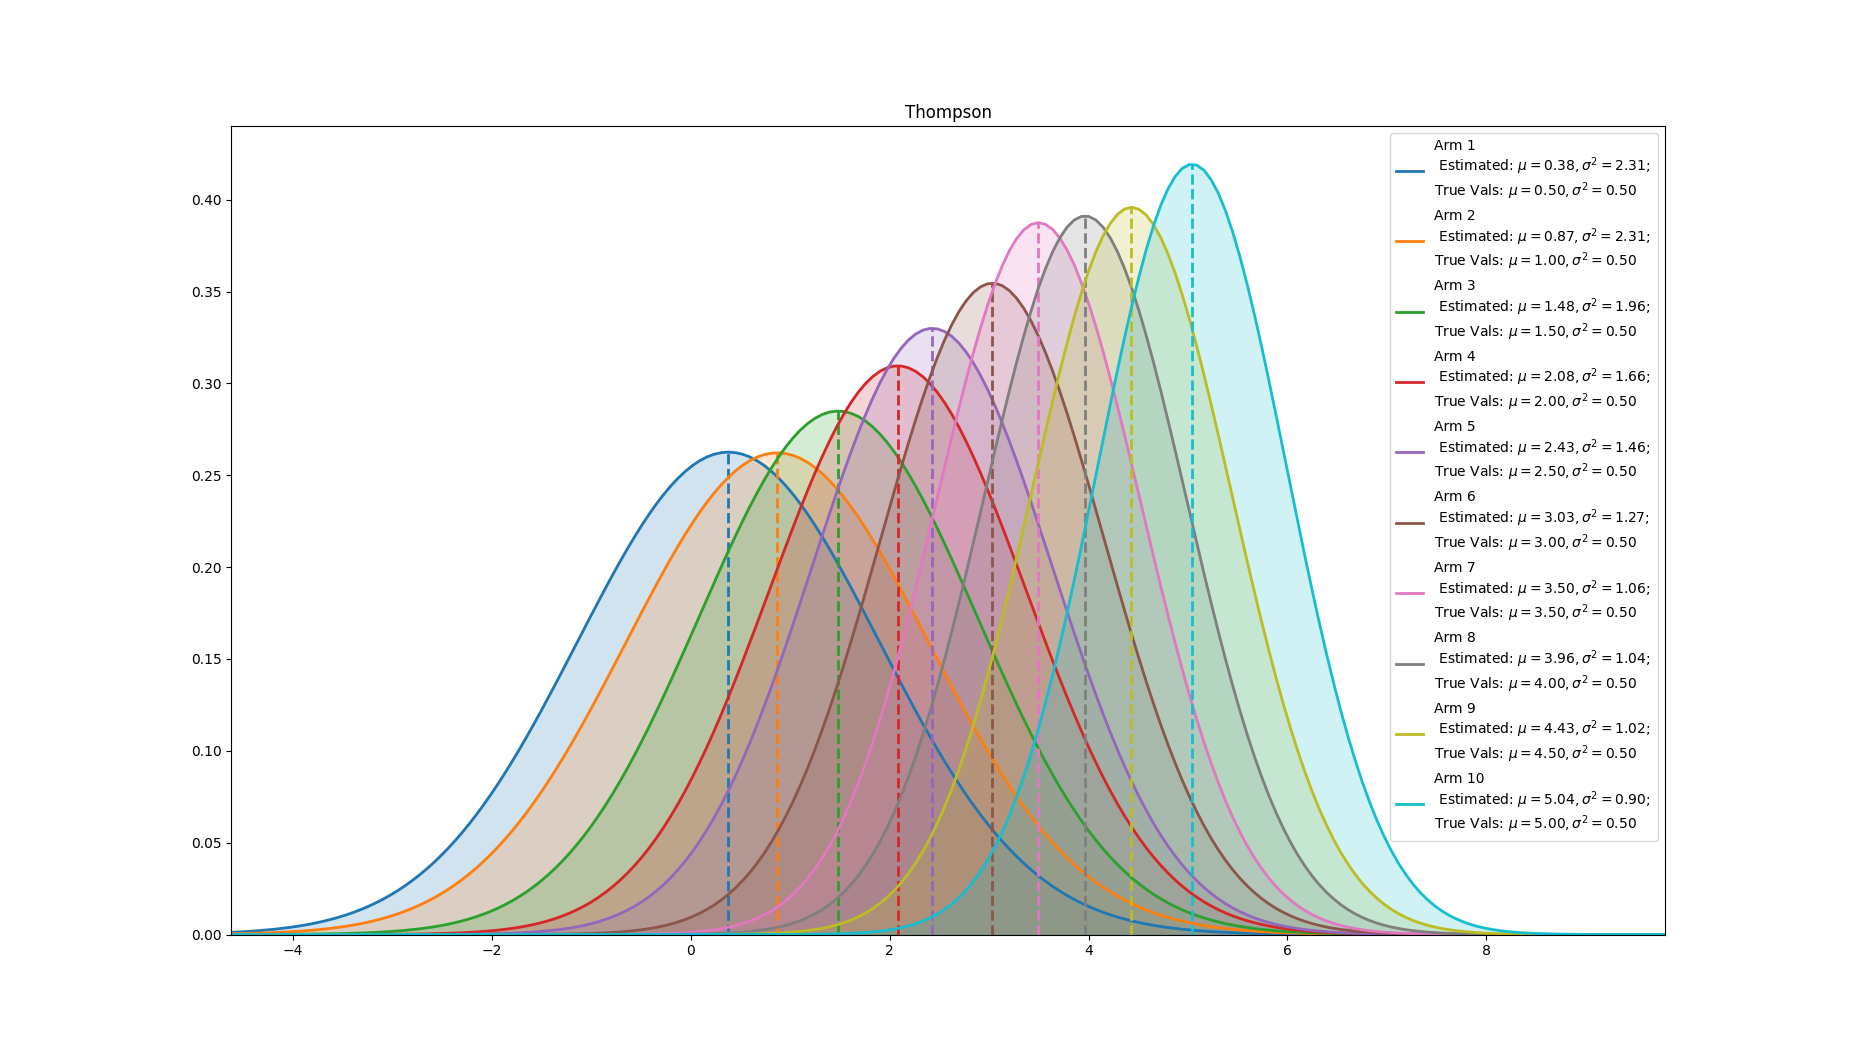 Thompson
0.40
0.35
0.30
0.25
0.20
0.15
0.10
0.05
0.00
−4
−2
0
2
4
6
8
Arm 1
Estimated: μ = 0.38, σ² = 2.31;
True Vals: μ = 0.50, σ² = 0.50
Arm 2
Estimated: μ = 0.87, σ² = 2.31;
True Vals: μ = 1.00, σ² = 0.50
Arm 3
Estimated: μ = 1.48, σ² = 1.96;
True Vals: μ = 1.50, σ² = 0.50
Arm 4
Estimated: μ = 2.08, σ² = 1.66;
True Vals: μ = 2.00, σ² = 0.50
Arm 5
Estimated: μ = 2.43, σ² = 1.46;
True Vals: μ = 2.50, σ² = 0.50
Arm 6
Estimated: μ = 3.03, σ² = 1.27;
True Vals: μ = 3.00, σ² = 0.50
Arm 7
Estimated: μ = 3.50, σ² = 1.06;
True Vals: μ = 3.50, σ² = 0.50
Arm 8
Estimated: μ = 3.96, σ² = 1.04;
True Vals: μ = 4.00, σ² = 0.50
Arm 9
Estimated: μ = 4.43, σ² = 1.02;
True Vals: μ = 4.50, σ² = 0.50
Arm 10
Estimated: μ = 5.04, σ² = 0.90;
True Vals: μ = 5.00, σ² = 0.50